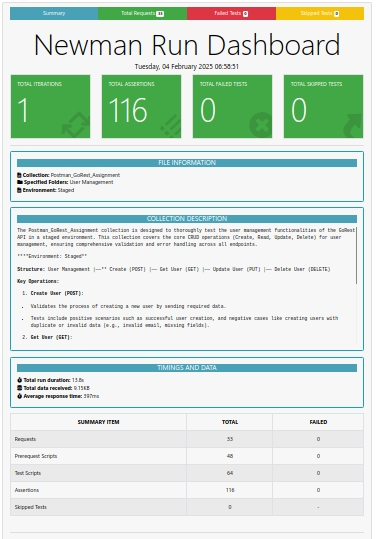 Summary Total Requests 33 Failed Tests 0 Skipped Tests 0
Newman Run Dashboard
Tuesday, 04 February 2025 06:58:51
TOTAL ITERATIONS TOTAL ASSERTIONS TOTAL FAILED TESTS TOTAL SKIPPED TESTS
1 116 0 0
FILE INFORMATION
Collection: Postman_GoRest_Assignment
Specified Folders: User Management
Environment: Staged
COLLECTION DESCRIPTION
The Postman_GoRest_Assignment collection is designed to thoroughly test the user management functionalities of the GoRest
API in a staged environment. This collection covers the core CRUD operations (Create, Read, Update, Delete) for user
management, ensuring comprehensive validation and error handling across all endpoints.
****Environment: Staged**
Structure: User Management |—–** Create (POST) |—– Get User (GET) |—– Update User (PUT) |—– Delete User (DELETE)
Key Operations:
1. Create User (POST):
• Validates the process of creating a new user by sending required data.
• Tests include positive scenarios such as successful user creation, and negative cases like creating users with
duplicate or invalid data (e.g., invalid email, missing fields).
2. Get User (GET):
TIMINGS AND DATA
Total run duration: 13.8s
Total data received: 9.15KB
Average response time: 397ms
SUMMARY ITEM TOTAL FAILED
Requests 33 0
Prerequest Scripts 48 0
Test Scripts 64 0
Assertions 116 0
Skipped Tests 0 -